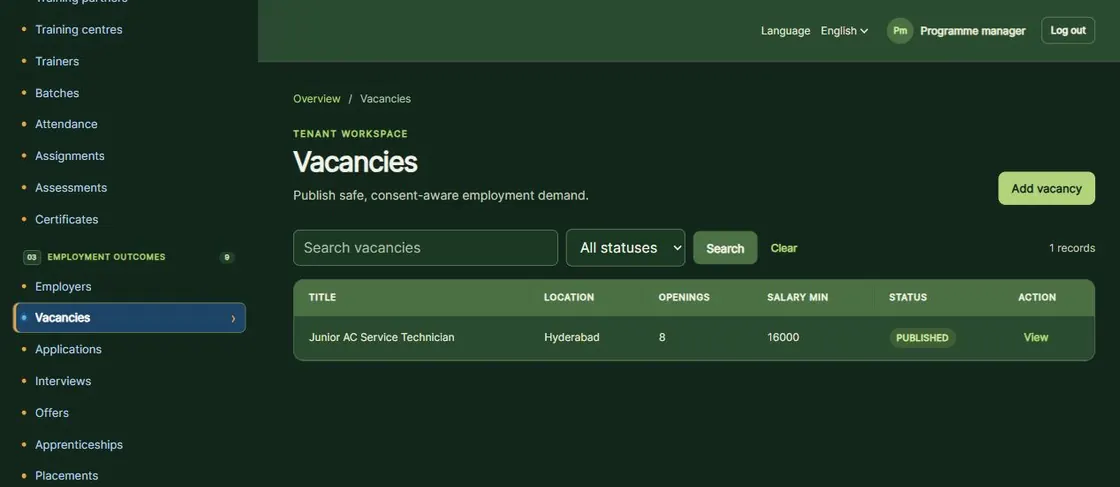 Training partners
Training centres
Trainers
Batches
Attendance
Assignments
Assessments
Certificates
03 EMPLOYMENT OUTCOMES 9
Employers
Vacancies ›
Applications
Interviews
Offers
Apprenticeships
Placements
Language English Pm Programme manager Log out
Overview / Vacancies
TENANT WORKSPACE
Vacancies
Publish safe, consent-aware employment demand.
Add vacancy
Search vacancies All statuses Search Clear 1 records
TITLE LOCATION OPENINGS SALARY MIN STATUS ACTION
Junior AC Service Technician Hyderabad 8 16000 PUBLISHED View